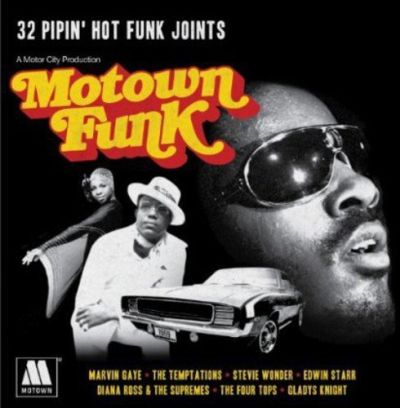 32 PIPIN' HOT FUNK JOINTS
A Motor City Production
Motown
Funk
MARVIN GAYE • THE TEMPTATIONS • STEVIE WONDER • EDWIN STARR
DIANA ROSS & THE SUPREMES • THE FOUR TOPS • GLADYS KNIGHT
M
MOTOWN